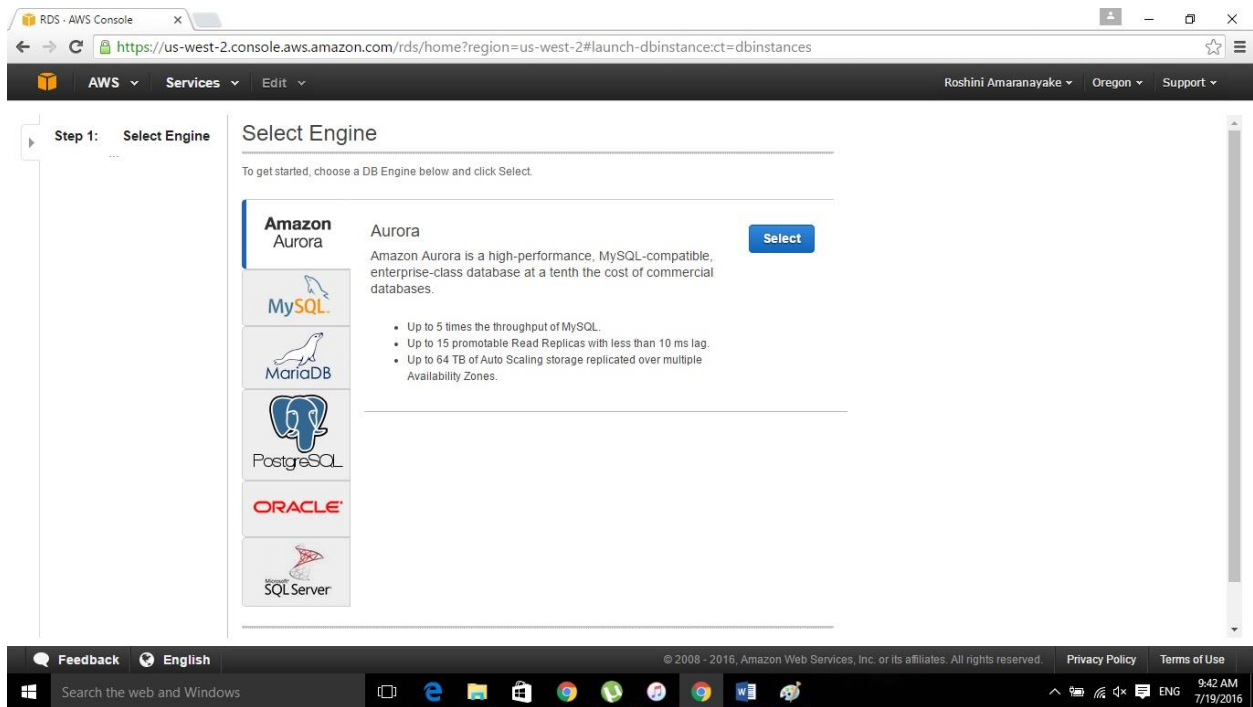 RDS - AWS Console
https://us-west-2.console.aws.amazon.com/rds/home?region=us-west-2#launch-dbinstance:ct=dbinstances
AWS Services Edit Roshini Amaranayake Oregon Support
Step 1: Select Engine
...
Select Engine
To get started, choose a DB Engine below and click Select.
Amazon
Aurora
MySQL
MariaDB
PostgreSQL
ORACLE
Microsoft
SQL Server
Aurora
Select
Amazon Aurora is a high-performance, MySQL-compatible,
enterprise-class database at a tenth the cost of commercial
databases.
• Up to 5 times the throughput of MySQL.
• Up to 15 promotable Read Replicas with less than 10 ms lag.
• Up to 64 TB of Auto Scaling storage replicated over multiple
Availability Zones.
Feedback English © 2008 - 2016, Amazon Web Services, Inc. or its affiliates. All rights reserved. Privacy Policy Terms of Use
Search the web and Windows
ENG
9:42 AM
7/19/2016